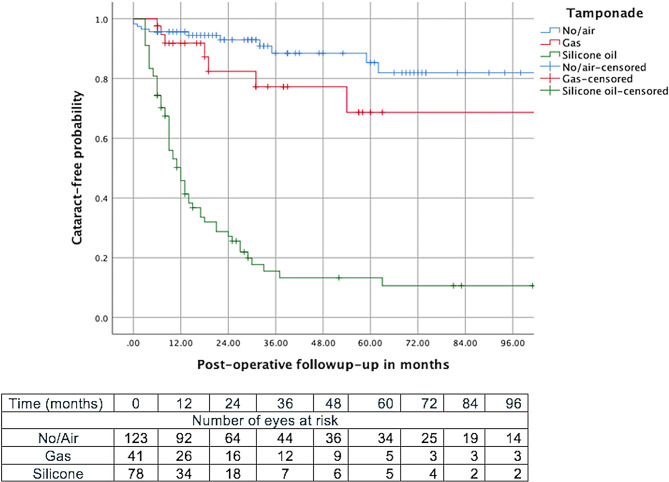 Tamponade
No/air
Gas
Silicone oil
No/air-censored
Gas-censored
Silicone oil-censored
1.0
0.8
0.6
0.4
0.2
0.0
Cataract-free probability
.00 12.00 24.00 36.00 48.00 60.00 72.00 84.00 96.00
Post-operative followup-up in months
Time (months) 0 12 24 36 48 60 72 84 96
Number of eyes at risk
No/Air 123 92 64 44 36 34 25 19 14
Gas 41 26 16 12 9 5 3 3 3
Silicone 78 34 18 7 6 5 4 2 2